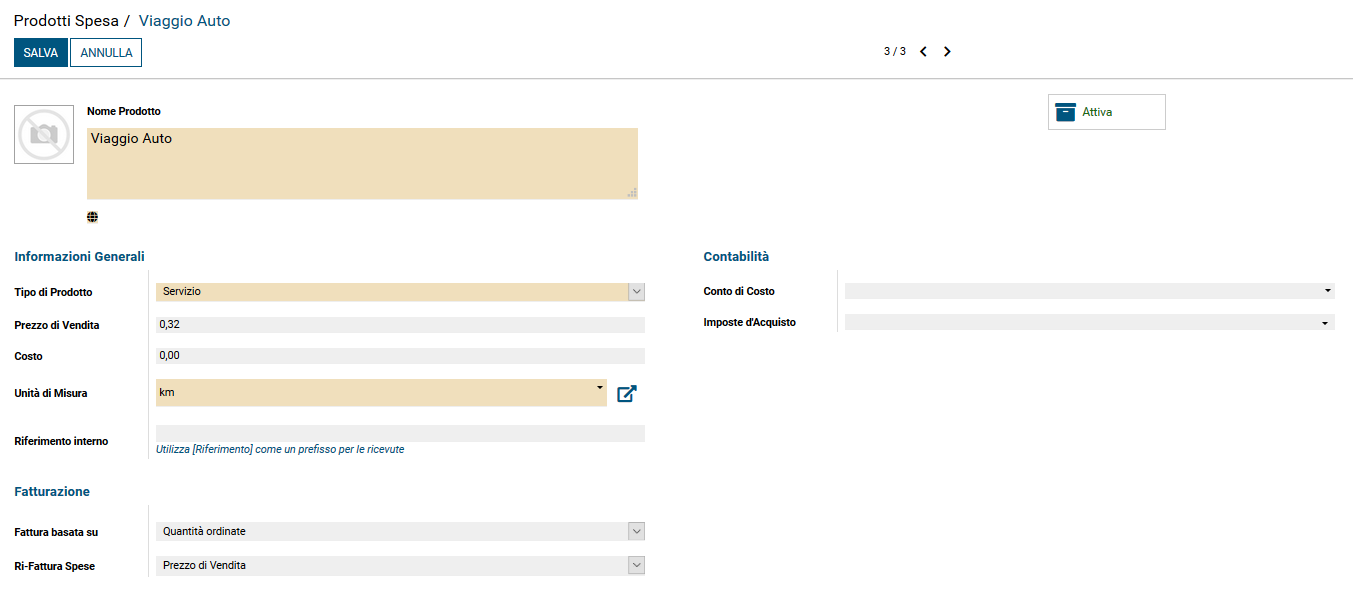 Prodotti Spesa / Viaggio Auto
SALVA ANNULLA
3 / 3
Nome Prodotto
Viaggio Auto
Attiva
Informazioni Generali
Tipo di Prodotto Servizio
Prezzo di Vendita 0,32
Costo 0,00
Unità di Misura km
Riferimento interno
Utilizza [Riferimento] come un prefisso per le ricevute
Contabilità
Conto di Costo
Imposte d'Acquisto
Fatturazione
Fattura basata su Quantità ordinate
Ri-Fattura Spese Prezzo di Vendita